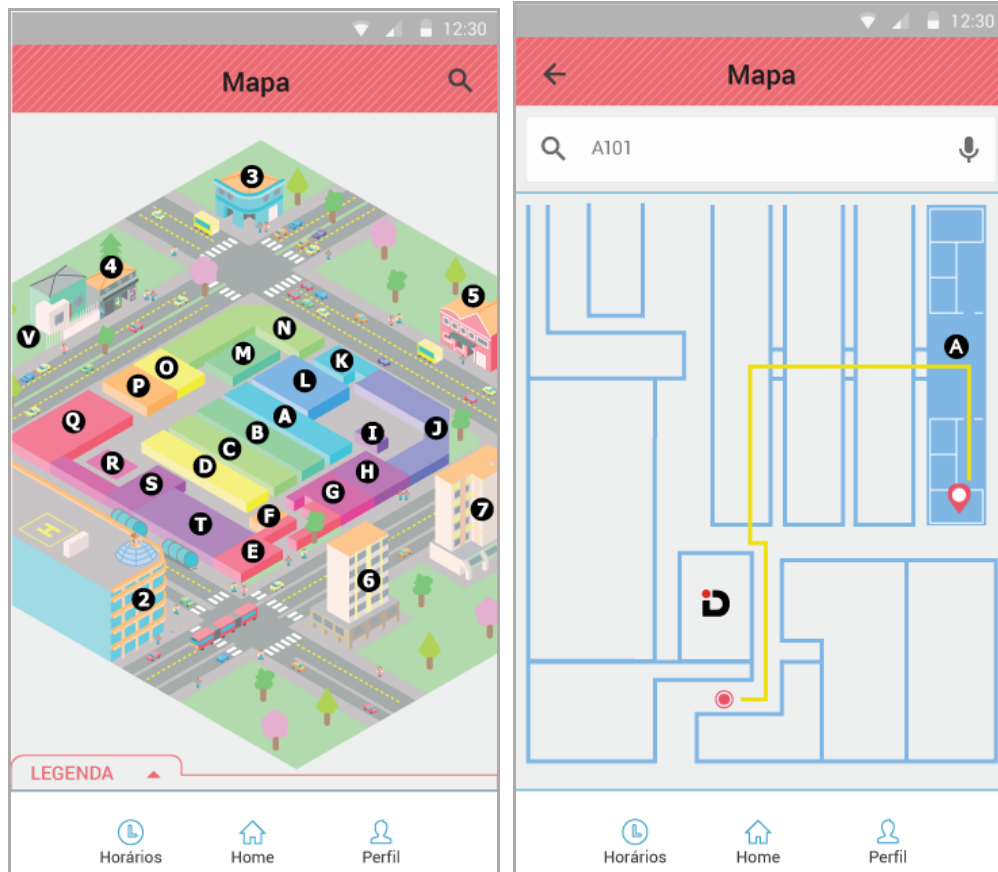 12:30
Mapa
3
4
5
V
N
M
K
O
L
P
A
Q
J
B
I
C
R
D
H
S
G
7
T
F
E
6
2
H
LEGENDA
Horários
Home
Perfil
12:30
Mapa
A101
A
iD
Horários
Home
Perfil